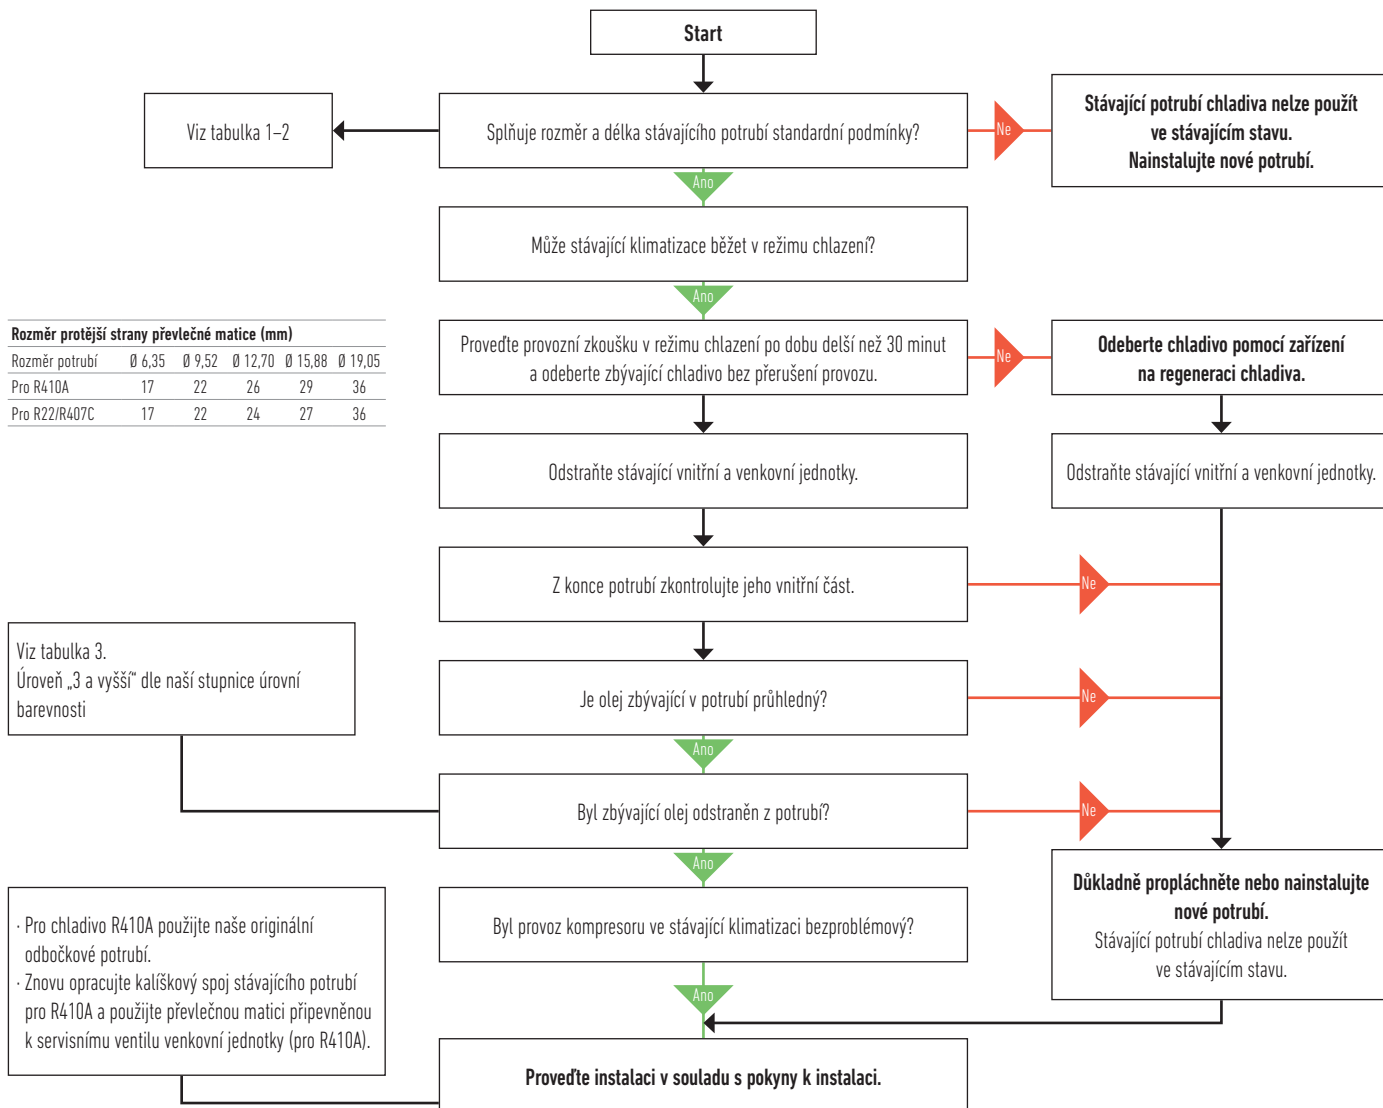 Start
Viz tabulka 1–2
Splňuje rozměr a délka stávajícího potrubí standardní podmínky?
Ne
Stávající potrubí chladiva nelze použít
ve stávajícím stavu.
Nainstalujte nové potrubí.
Ano
Může stávající klimatizace běžet v režimu chlazení?
Ano
Rozměr protější strany převlečné matice (mm)
Rozměr potrubí Ø 6,35 Ø 9,52 Ø 12,70 Ø 15,88 Ø 19,05
Pro R410A 17 22 26 29 36
Pro R22/R407C 17 22 24 27 36
Proveďte provozní zkoušku v režimu chlazení po dobu delší než 30 minut
a odeberte zbývající chladivo bez přerušení provozu.
Ne
Odeberte chladivo pomocí zařízení
na regeneraci chladiva.
Odstraňte stávající vnitřní a venkovní jednotky.
Odstraňte stávající vnitřní a venkovní jednotky.
Z konce potrubí zkontrolujte jeho vnitřní část.
Ne
Viz tabulka 3.
Úroveň „3 a vyšší“ dle naší stupnice úrovní
barevnosti
Je olej zbývající v potrubí průhledný?
Ne
Ano
Byl zbývající olej odstraněn z potrubí?
Ne
Ano
Důkladně propláchněte nebo nainstalujte
nové potrubí.
Stávající potrubí chladiva nelze použít
ve stávajícím stavu.
· Pro chladivo R410A použijte naše originální
odbočkové potrubí.
· Znovu opracujte kalíškový spoj stávajícího potrubí
pro R410A a použijte převlečnou matici připevněnou
k servisnímu ventilu venkovní jednotky (pro R410A).
Byl provoz kompresoru ve stávající klimatizaci bezproblémový?
Ano
Proveďte instalaci v souladu s pokyny k instalaci.